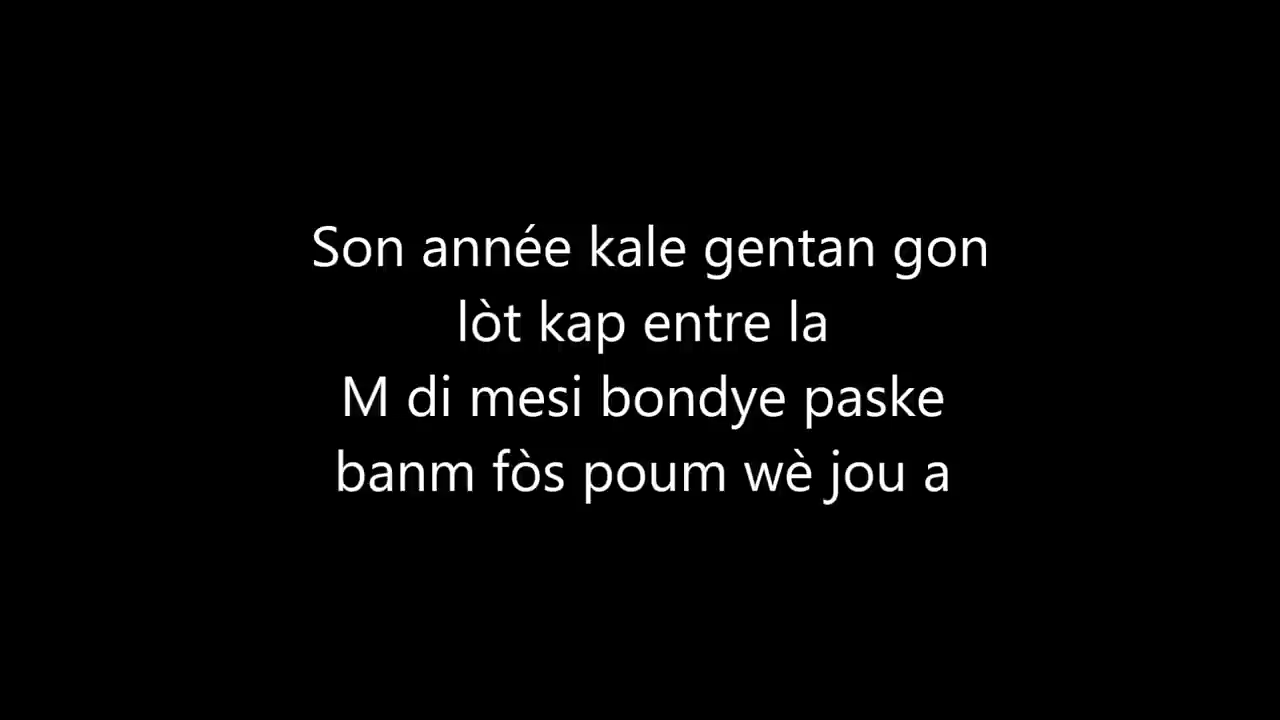 Son année kale gentan gon
lòt kap entre la
M di mesi bondye paske
banm fòs poum wè jou a